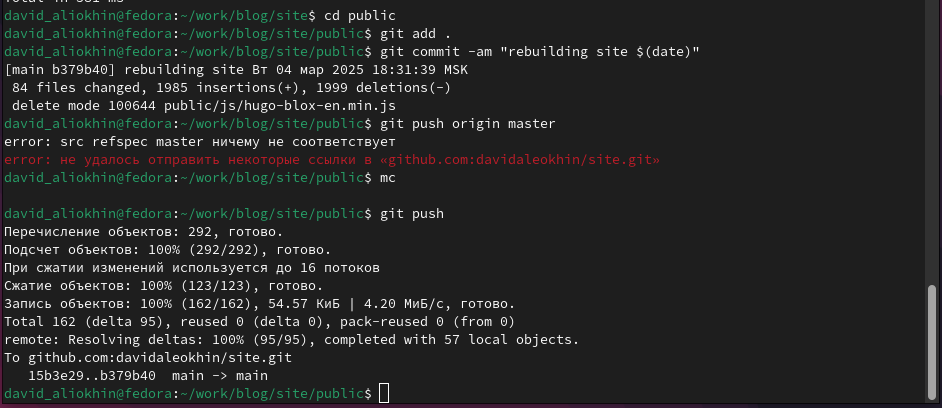 david_aliokhin@fedora:~/work/blog/site$ cd public
david_aliokhin@fedora:~/work/blog/site/public$ git add .
david_aliokhin@fedora:~/work/blog/site/public$ git commit -am "rebuilding site $(date)"
[main b379b40] rebuilding site Вт 04 мар 2025 18:31:39 MSK
 84 files changed, 1985 insertions(+), 1999 deletions(-)
 delete mode 100644 public/js/hugo-blox-en.min.js
david_aliokhin@fedora:~/work/blog/site/public$ git push origin master
error: src refspec master ничему не соответствует
error: не удалось отправить некоторые ссылки в «github.com:davidaleokhin/site.git»
david_aliokhin@fedora:~/work/blog/site/public$ mc
david_aliokhin@fedora:~/work/blog/site/public$ git push
Перечисление объектов: 292, готово.
Подсчет объектов: 100% (292/292), готово.
При сжатии изменений используется до 16 потоков
Сжатие объектов: 100% (123/123), готово.
Запись объектов: 100% (162/162), 54.57 КиБ | 4.20 МиБ/с, готово.
Total 162 (delta 95), reused 0 (delta 0), pack-reused 0 (from 0)
remote: Resolving deltas: 100% (95/95), completed with 57 local objects.
To github.com:davidaleokhin/site.git
   15b3e29..b379b40  main -> main
david_aliokhin@fedora:~/work/blog/site/public$